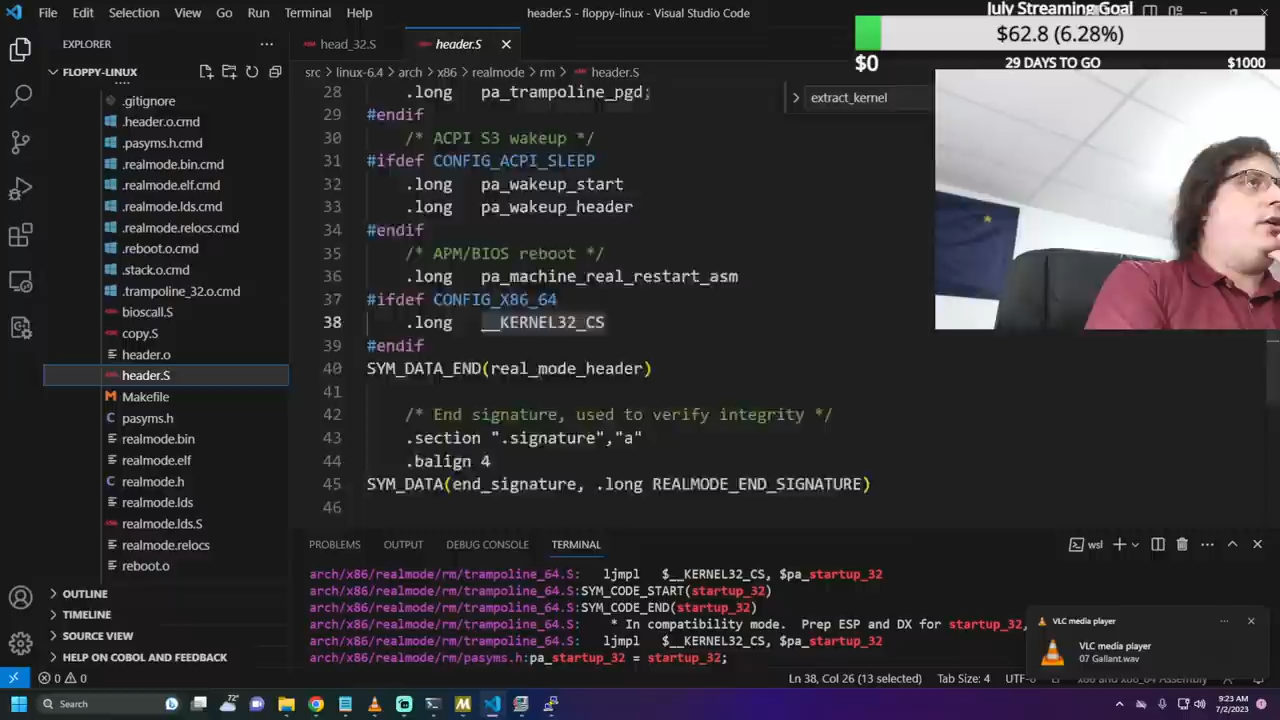 File Edit Selection View Go Run Terminal Help
header.S - floppy-linux - Visual Studio Code
July Streaming Goal
$62.8 (6.28%)
$0 29 DAYS TO GO $1000
EXPLORER
head_32.S header.S
FLOPPY-LINUX
src linux-6.4 arch x86 realmode rm header.S
extract_kernel
.gitignore
.header.o.cmd
.pasyms.h.cmd
.realmode.bin.cmd
.realmode.elf.cmd
.realmode.lds.cmd
.realmode.relocs.cmd
.reboot.o.cmd
.stack.o.cmd
.trampoline_32.o.cmd
bioscall.S
copy.S
header.o
header.S
Makefile
pasyms.h
realmode.bin
realmode.elf
realmode.h
realmode.lds
realmode.lds.S
realmode.relocs
reboot.o
OUTLINE
TIMELINE
SOURCE VIEW
HELP ON COBOL AND FEEDBACK
28 .long pa_trampoline_pgd;
29 #endif
30 /* ACPI S3 wakeup */
31 #ifdef CONFIG_ACPI_SLEEP
32 .long pa_wakeup_start
33 .long pa_wakeup_header
34 #endif
35 /* APM/BIOS reboot */
36 .long pa_machine_real_restart_asm
37 #ifdef CONFIG_X86_64
38 .long __KERNEL32_CS
39 #endif
40 SYM_DATA_END(real_mode_header)
41
42 /* End signature, used to verify integrity */
43 .section ".signature","a"
44 .balign 4
45 SYM_DATA(end_signature, .long REALMODE_END_SIGNATURE)
46
PROBLEMS OUTPUT DEBUG CONSOLE TERMINAL
wsl
arch/x86/realmode/rm/trampoline_64.S: ljmpl $__KERNEL32_CS, $pa_startup_32
arch/x86/realmode/rm/trampoline_64.S:SYM_CODE_START(startup_32)
arch/x86/realmode/rm/trampoline_64.S:SYM_CODE_END(startup_32)
arch/x86/realmode/rm/trampoline_64.S: * In compatibility mode. Prep ESP and DX for startup_32,
arch/x86/realmode/rm/trampoline_64.S: ljmpl $__KERNEL32_CS, $pa_startup_32
arch/x86/realmode/rm/pasyms.h:pa_startup_32 = startup_32;
VLC media player
VLC media player
07 Gallant.wav
0 0
Ln 38, Col 26 (13 selected) Tab Size: 4
Search
72°
9:23 AM
7/2/2023